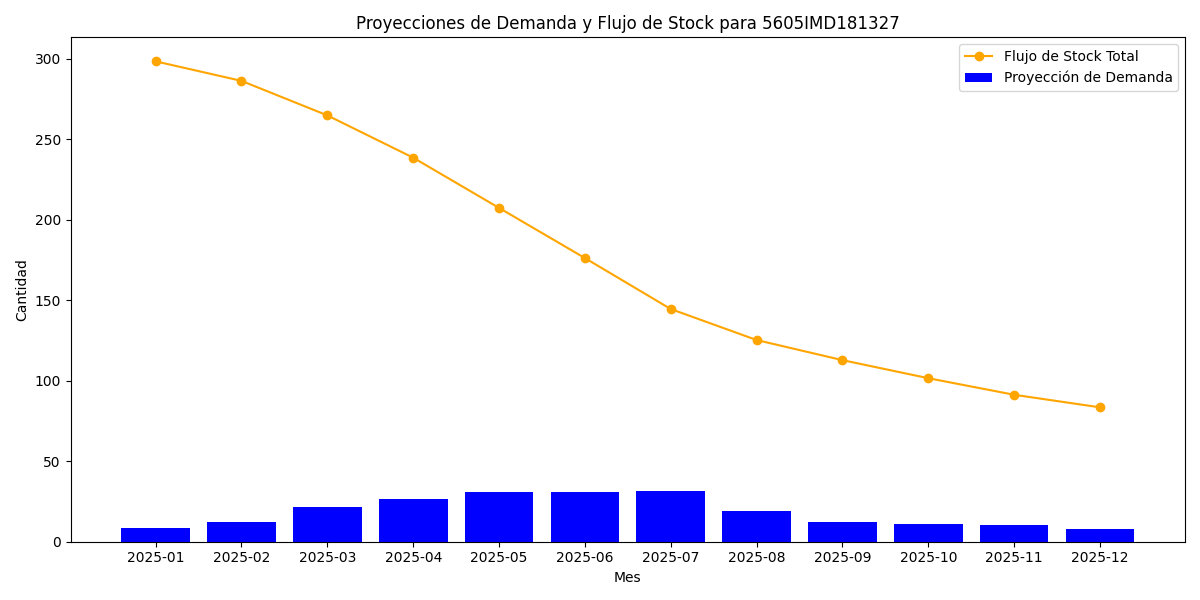 Proyecciones de Demanda y Flujo de Stock para 5605IMD181327
Flujo de Stock Total
Proyección de Demanda
Cantidad
300
250
200
150
100
50
0
2025-01 2025-02 2025-03 2025-04 2025-05 2025-06 2025-07 2025-08 2025-09 2025-10 2025-11 2025-12
Mes